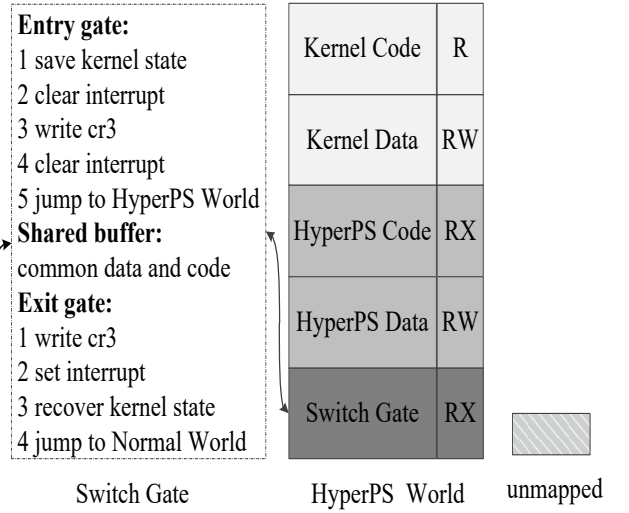 Entry gate:
1 save kernel state
2 clear interrupt
3 write cr3
4 clear interrupt
5 jump to HyperPS World
Shared buffer:
common data and code
Exit gate:
1 write cr3
2 set interrupt
3 recover kernel state
4 jump to Normal World
Switch Gate
Kernel Code R
Kernel Data RW
HyperPS Code RX
HyperPS Data RW
Switch Gate RX
HyperPS World
unmapped